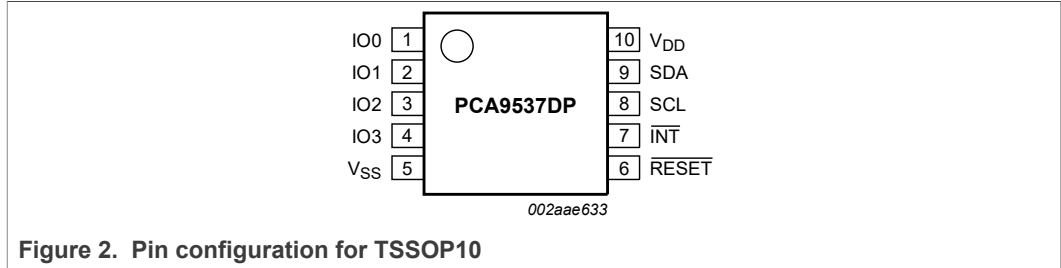 IO0 1
IO1 2
IO2 3
IO3 4
VSS 5
PCA9537DP
10 VDD
9 SDA
8 SCL
7 INT
6 RESET
002aae633
Figure 2. Pin configuration for TSSOP10